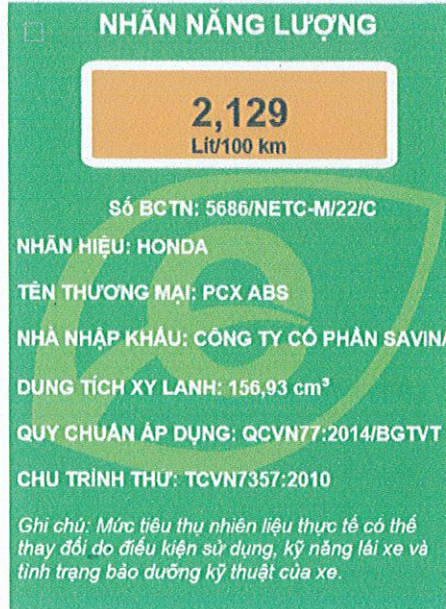 NHÃN NĂNG LƯỢNG
2,129
Lít/100 km
Số BCTN: 5686/NETC-M/22/C
NHÃN HIỆU: HONDA
TÊN THƯƠNG MẠI: PCX ABS
NHÀ NHẬP KHẨU: CÔNG TY CỔ PHẦN SAVINA
DUNG TÍCH XY LANH: 156,93 cm³
QUY CHUẨN ÁP DỤNG: QCVN77:2014/BGTVT
CHU TRÌNH THỬ: TCVN7357:2010
Ghi chú: Mức tiêu thụ nhiên liệu thực tế có thể
thay đổi do điều kiện sử dụng, kỹ năng lái xe và
tình trạng bảo dưỡng kỹ thuật của xe.